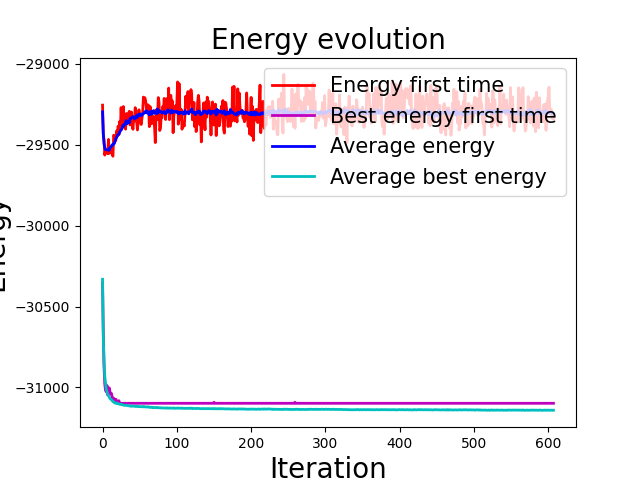 Energy evolution
Energy first time
Best energy first time
Average energy
Average best energy
−29000
−29500
−30000
−30500
−31000
Energy
0
100
200
300
400
500
600
Iteration